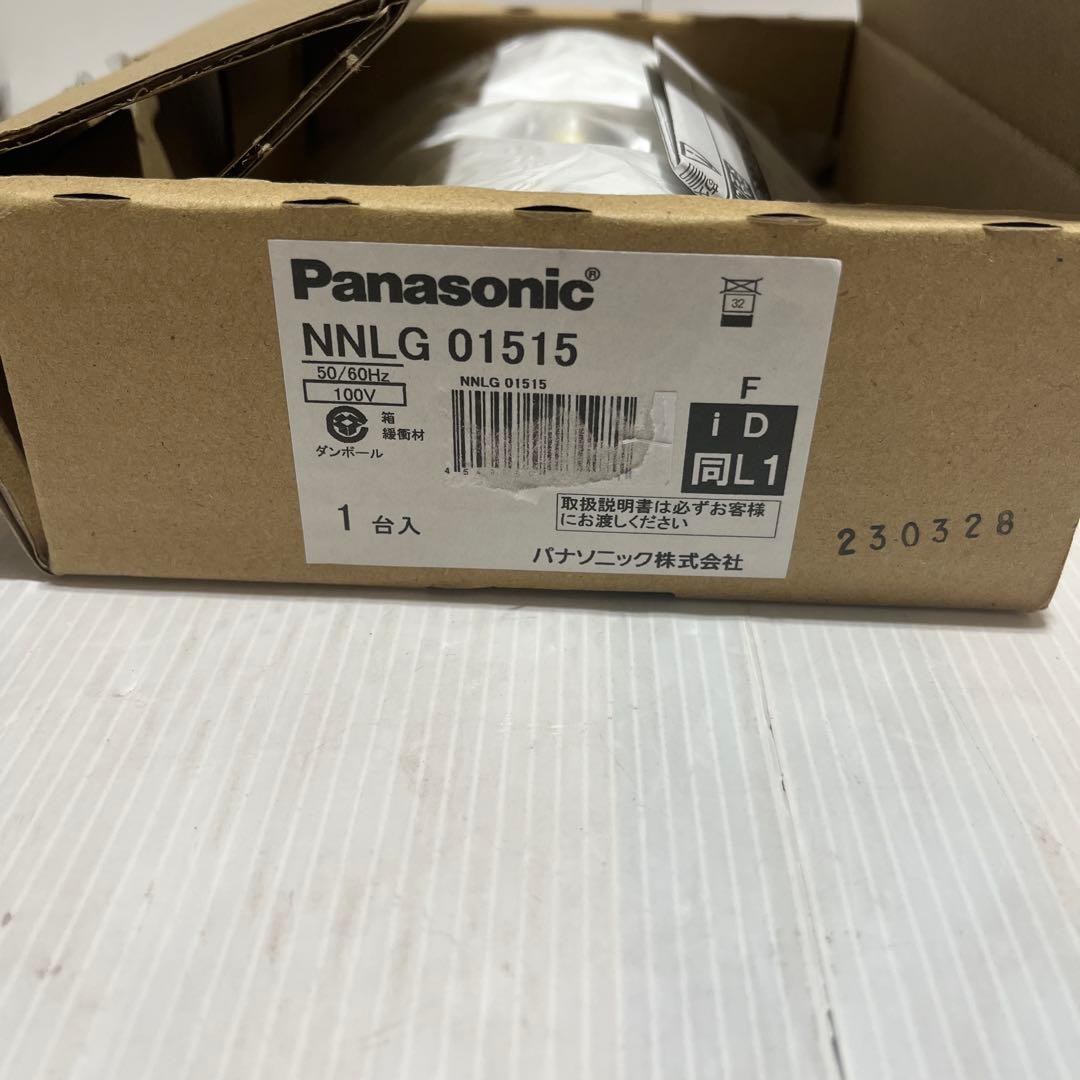 Panasonic®
32
NNLG 01515
50/60Hz
100V
NNLG 01515
F
箱
緩衝材
ダンボール
i D
同L1
1 台入
取扱説明書は必ずお客様
にお渡しください
パナソニック株式会社
230328